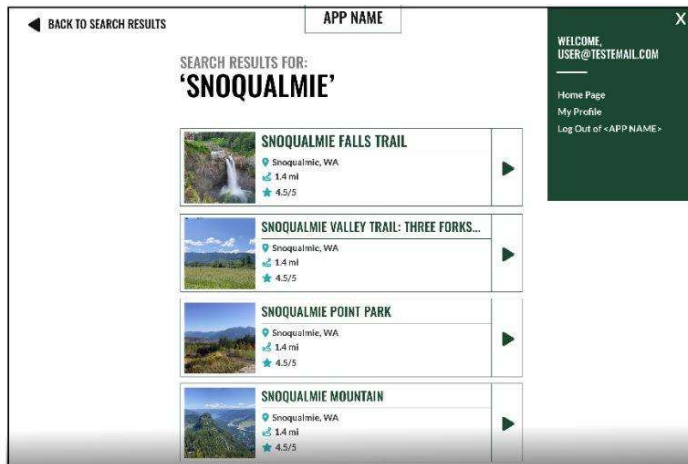 BACK TO SEARCH RESULTS
APP NAME
X
WELCOME,
USER@TESTEMAIL.COM
Home Page
My Profile
Log Out of <APP NAME>
SEARCH RESULTS FOR:
‘SNOQUALMIE’
SNOQUALMIE FALLS TRAIL
Snoqualmie, WA
1.4 mi
4.5/5
SNOQUALMIE VALLEY TRAIL: THREE FORKS...
Snoqualmie, WA
1.4 mi
4.5/5
SNOQUALMIE POINT PARK
Snoqualmie, WA
1.4 mi
4.5/5
SNOQUALMIE MOUNTAIN
Snoqualmie, WA
1.4 mi
4.5/5